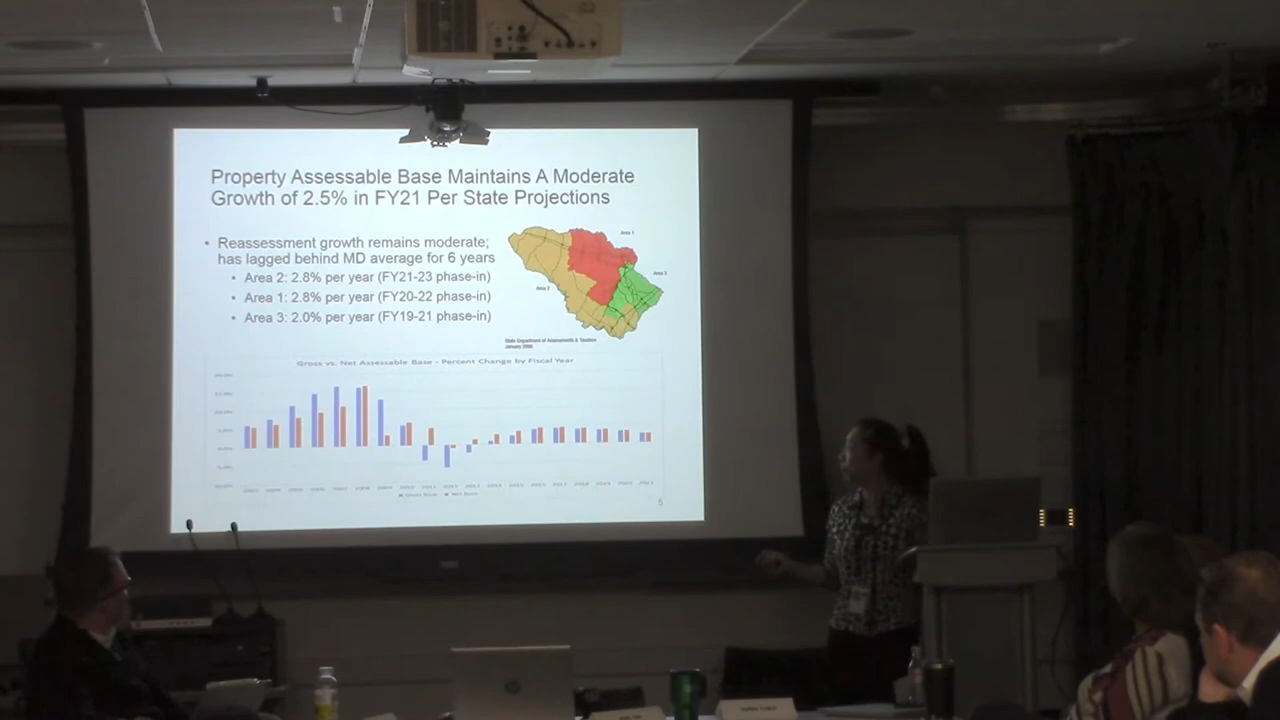 Property Assessable Base Maintains A Moderate
Growth of 2.5% in FY21 Per State Projections
• Reassessment growth remains moderate;
has lagged behind MD average for 6 years
• Area 2: 2.8% per year (FY21-23 phase-in)
• Area 1: 2.8% per year (FY20-22 phase-in)
• Area 3: 2.0% per year (FY19-21 phase-in)
Area 1
Area 3
Area 2
State Department of Assessments & Taxation
Gross vs. Net Assessable Base - Percent Change by Fiscal Year
5
hp